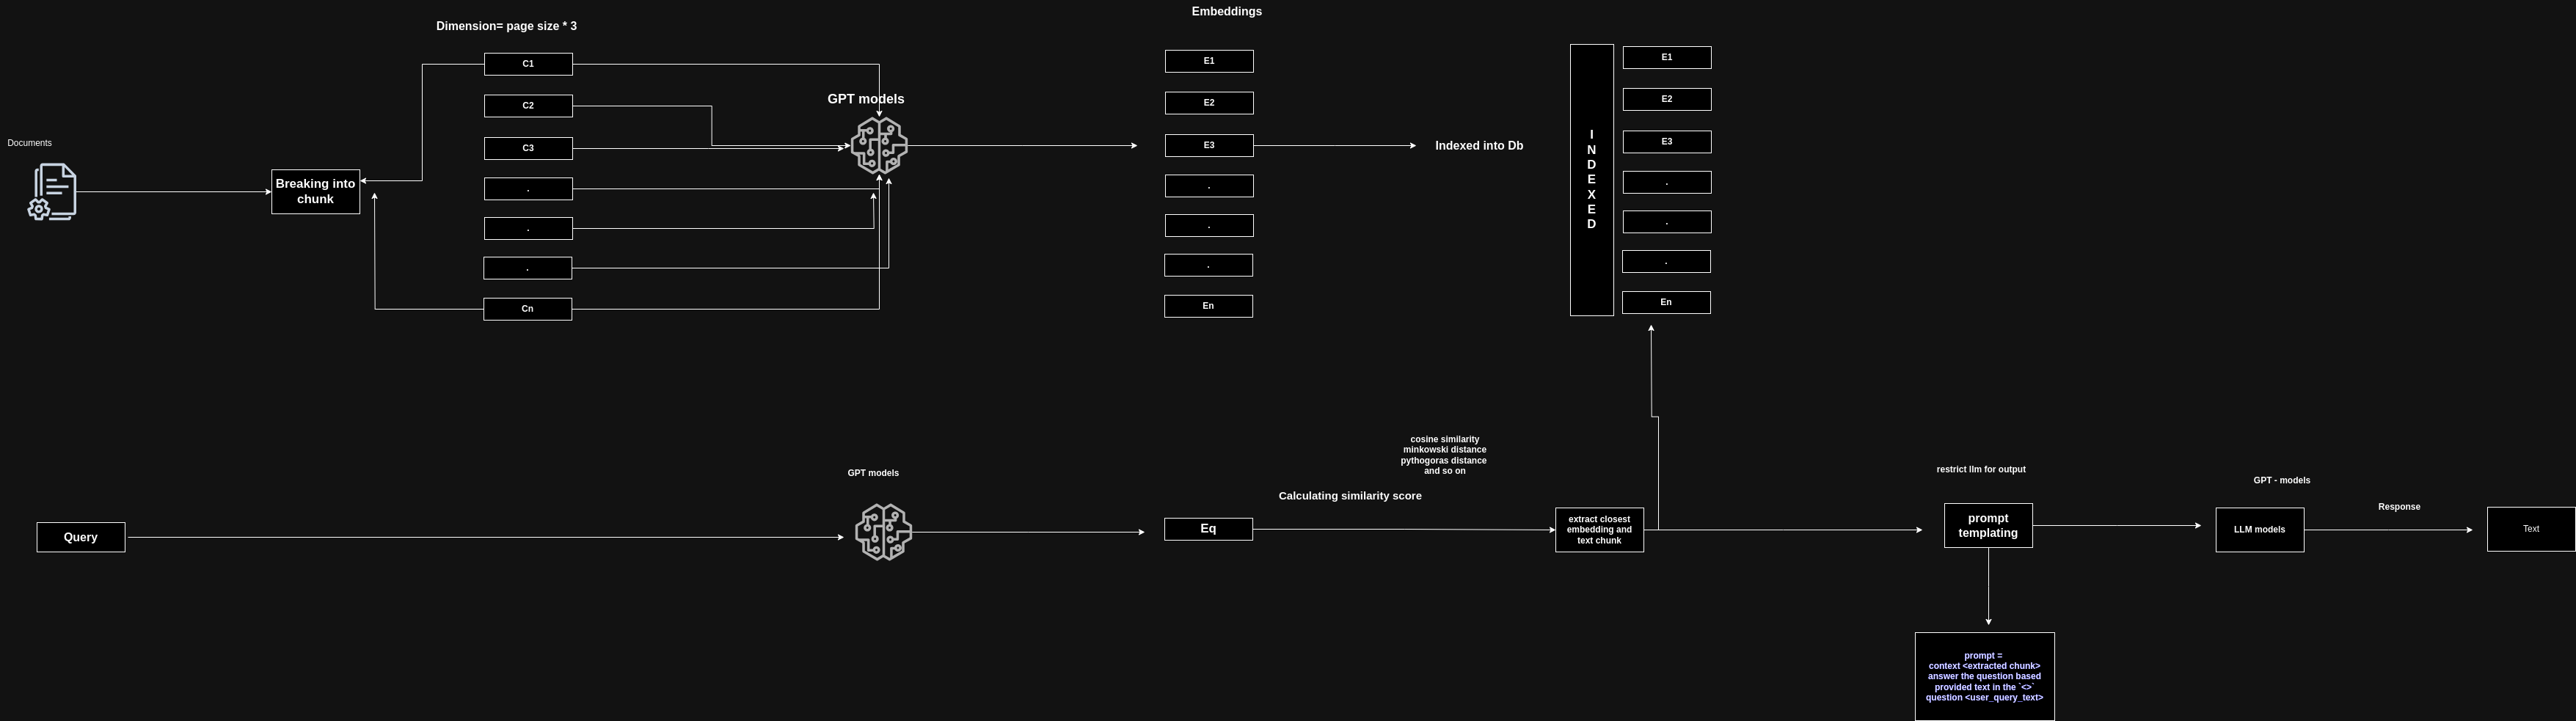 Embeddings
Dimension= page size * 3
C1
C2
C3
.
.
.
Cn
GPT models
Documents
Breaking into
chunk
E1
E2
E3
.
.
.
En
Indexed into Db
I
N
D
E
X
E
D
E1
E2
E3
.
.
.
En
Query
GPT models
Eq
cosine similarity
minkowski distance
pythogoras distance
and so on
Calculating similarity score
extract closest
embedding and
text chunk
restrict llm for output
prompt
templating
prompt =
context <extracted chunk>
answer the question based
provided text in the `<>`
question <user_query_text>
GPT - models
LLM models
Response
Text